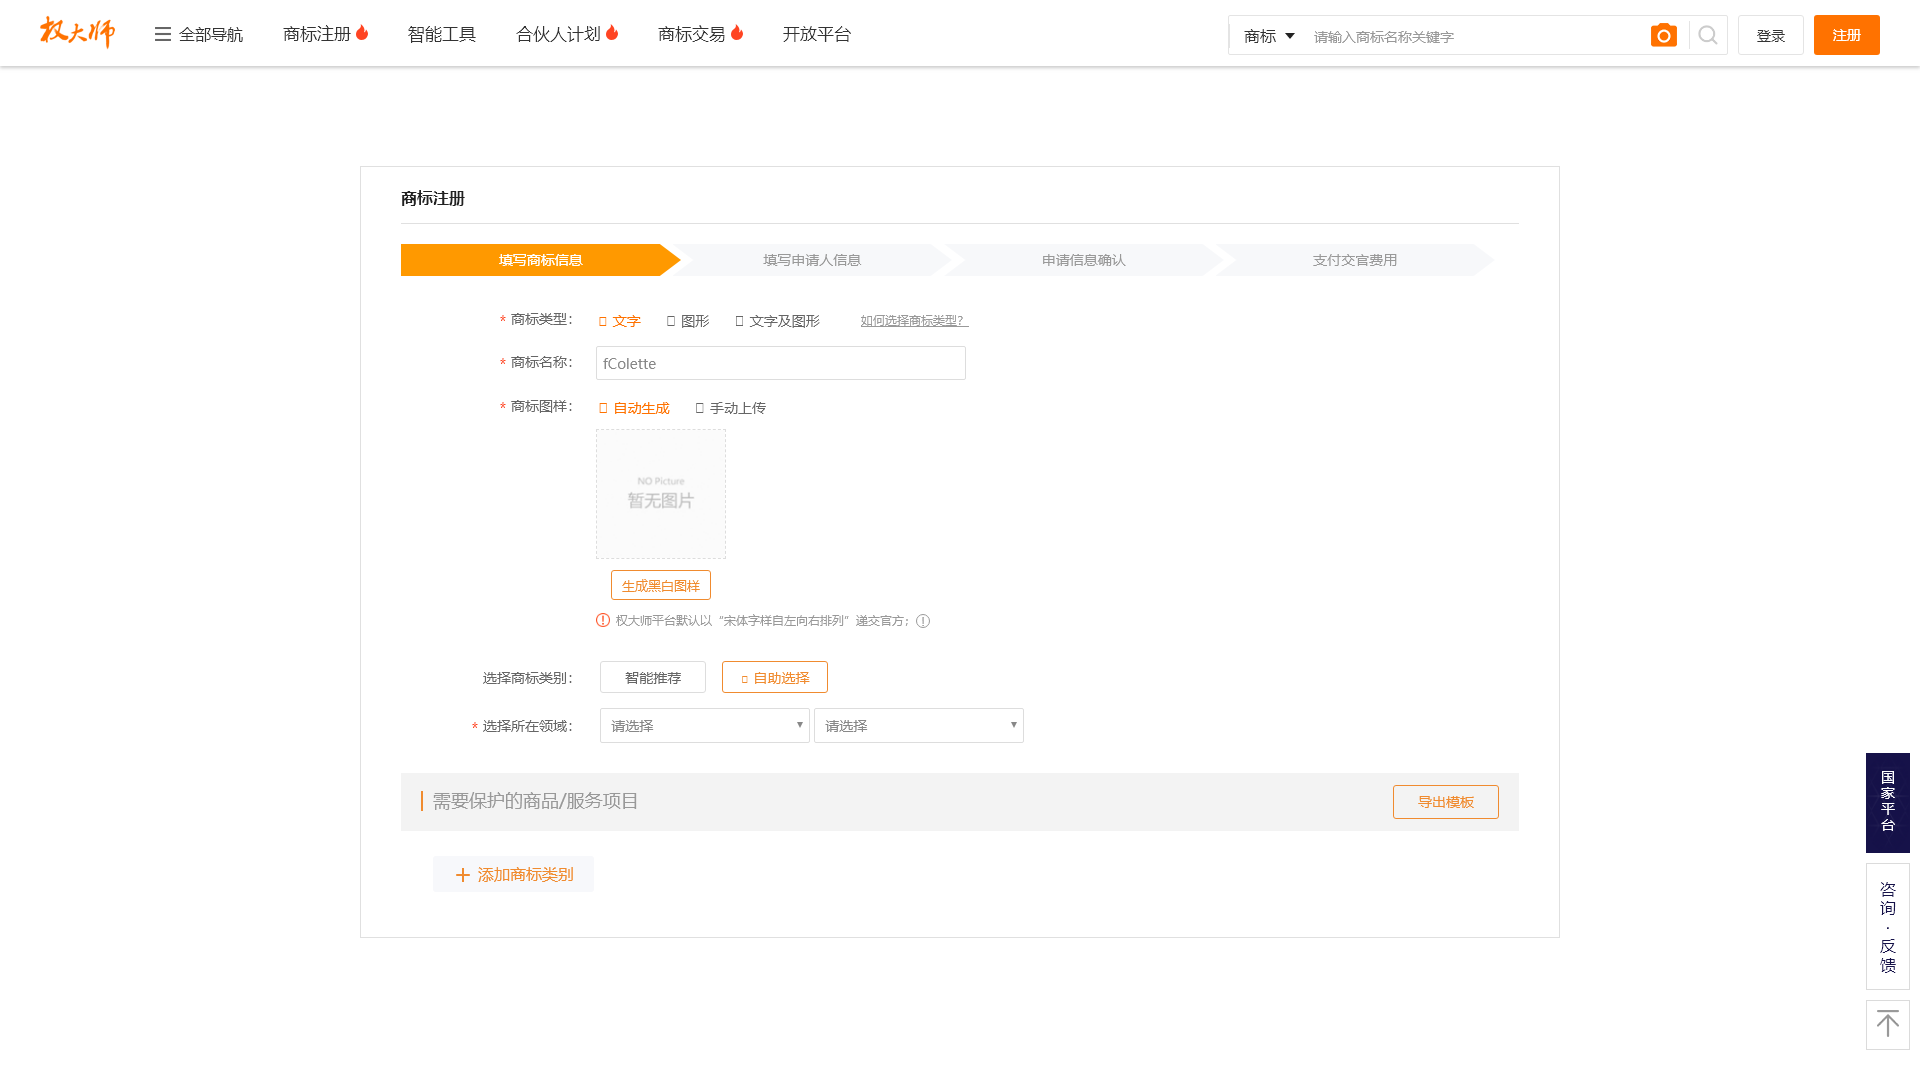 权大师 全部导航 商标注册 智能工具 合伙人计划 商标交易 开放平台 商标 请输入商标名称关键字 登录 注册
商标注册
填写商标信息 填写申请人信息 申请信息确认 支付交官费用
* 商标类型： 文字 图形 文字及图形 如何选择商标类型？
* 商标名称： fColette
* 商标图样： 自动生成 手动上传
NO Picture
暂无图片
生成黑白图样
权大师平台默认以“宋体字样自左向右排列”递交官方；
选择商标类别： 智能推荐 自助选择
* 选择所在领域： 请选择 请选择
需要保护的商品/服务项目 导出模板
添加商标类别
国家平台
咨询·反馈